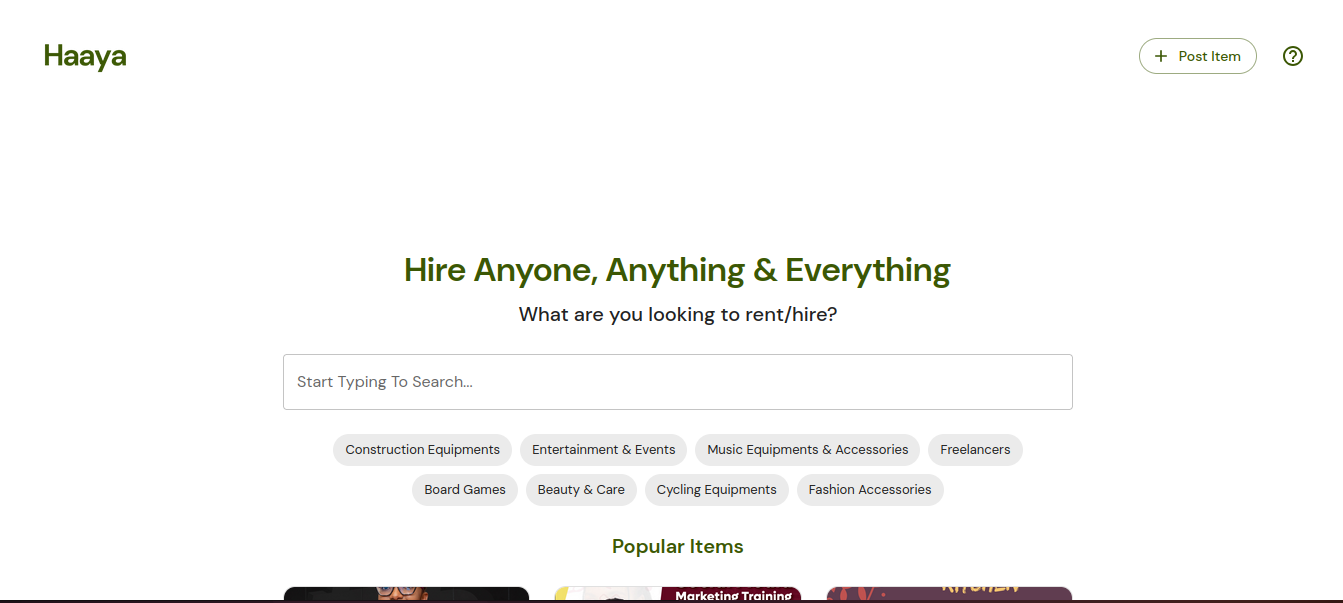 Haaya
Post Item
Hire Anyone, Anything & Everything
What are you looking to rent/hire?
Start Typing To Search...
Construction Equipments
Entertainment & Events
Music Equipments & Accessories
Freelancers
Board Games
Beauty & Care
Cycling Equipments
Fashion Accessories
Popular Items
Marketing Training
KITCHEN